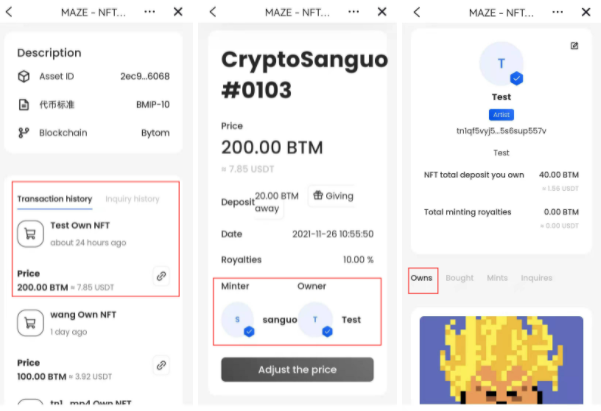 MAZE - NFT...
Description
Asset ID 2ec9...6068
代币标准 BMIP-10
Blockchain Bytom
Transaction history Inquiry history
Test Own NFT
about 24 hours ago
Price
200.00 BTM ≈ 7.85 USDT
wang Own NFT
1 day ago
Price
100.00 BTM ≈ 3.92 USDT
tn1...mp4 Own NFT
MAZE - NFT...
CryptoSanguo
#0103
Price
200.00 BTM
≈ 7.85 USDT
Deposit 20.00 BTM Giving
away
Date 2021-11-26 10:55:50
Royalties 10.00 %
Minter Owner
S sanguo T Test
Adjust the price
MAZE - NFT...
T
Test
Artist
tn1qf5vyj5...5s6sup557v
Test
NFT total deposit you own 40.00 BTM
≈ 1.56 USDT
Total minting royalties 0.00 BTM
≈ 0.00 USDT
Owns Bought Mints Inquires